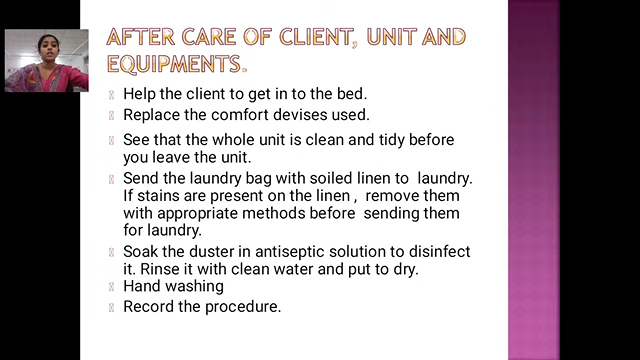 AFTER CARE OF CLIENT, UNIT AND
EQUIPMENTS.
Help the client to get in to the bed.
Replace the comfort devises used.
See that the whole unit is clean and tidy before
you leave the unit.
Send the laundry bag with soiled linen to laundry.
If stains are present on the linen , remove them
with appropriate methods before sending them
for laundry.
Soak the duster in antiseptic solution to disinfect
it. Rinse it with clean water and put to dry.
Hand washing
Record the procedure.